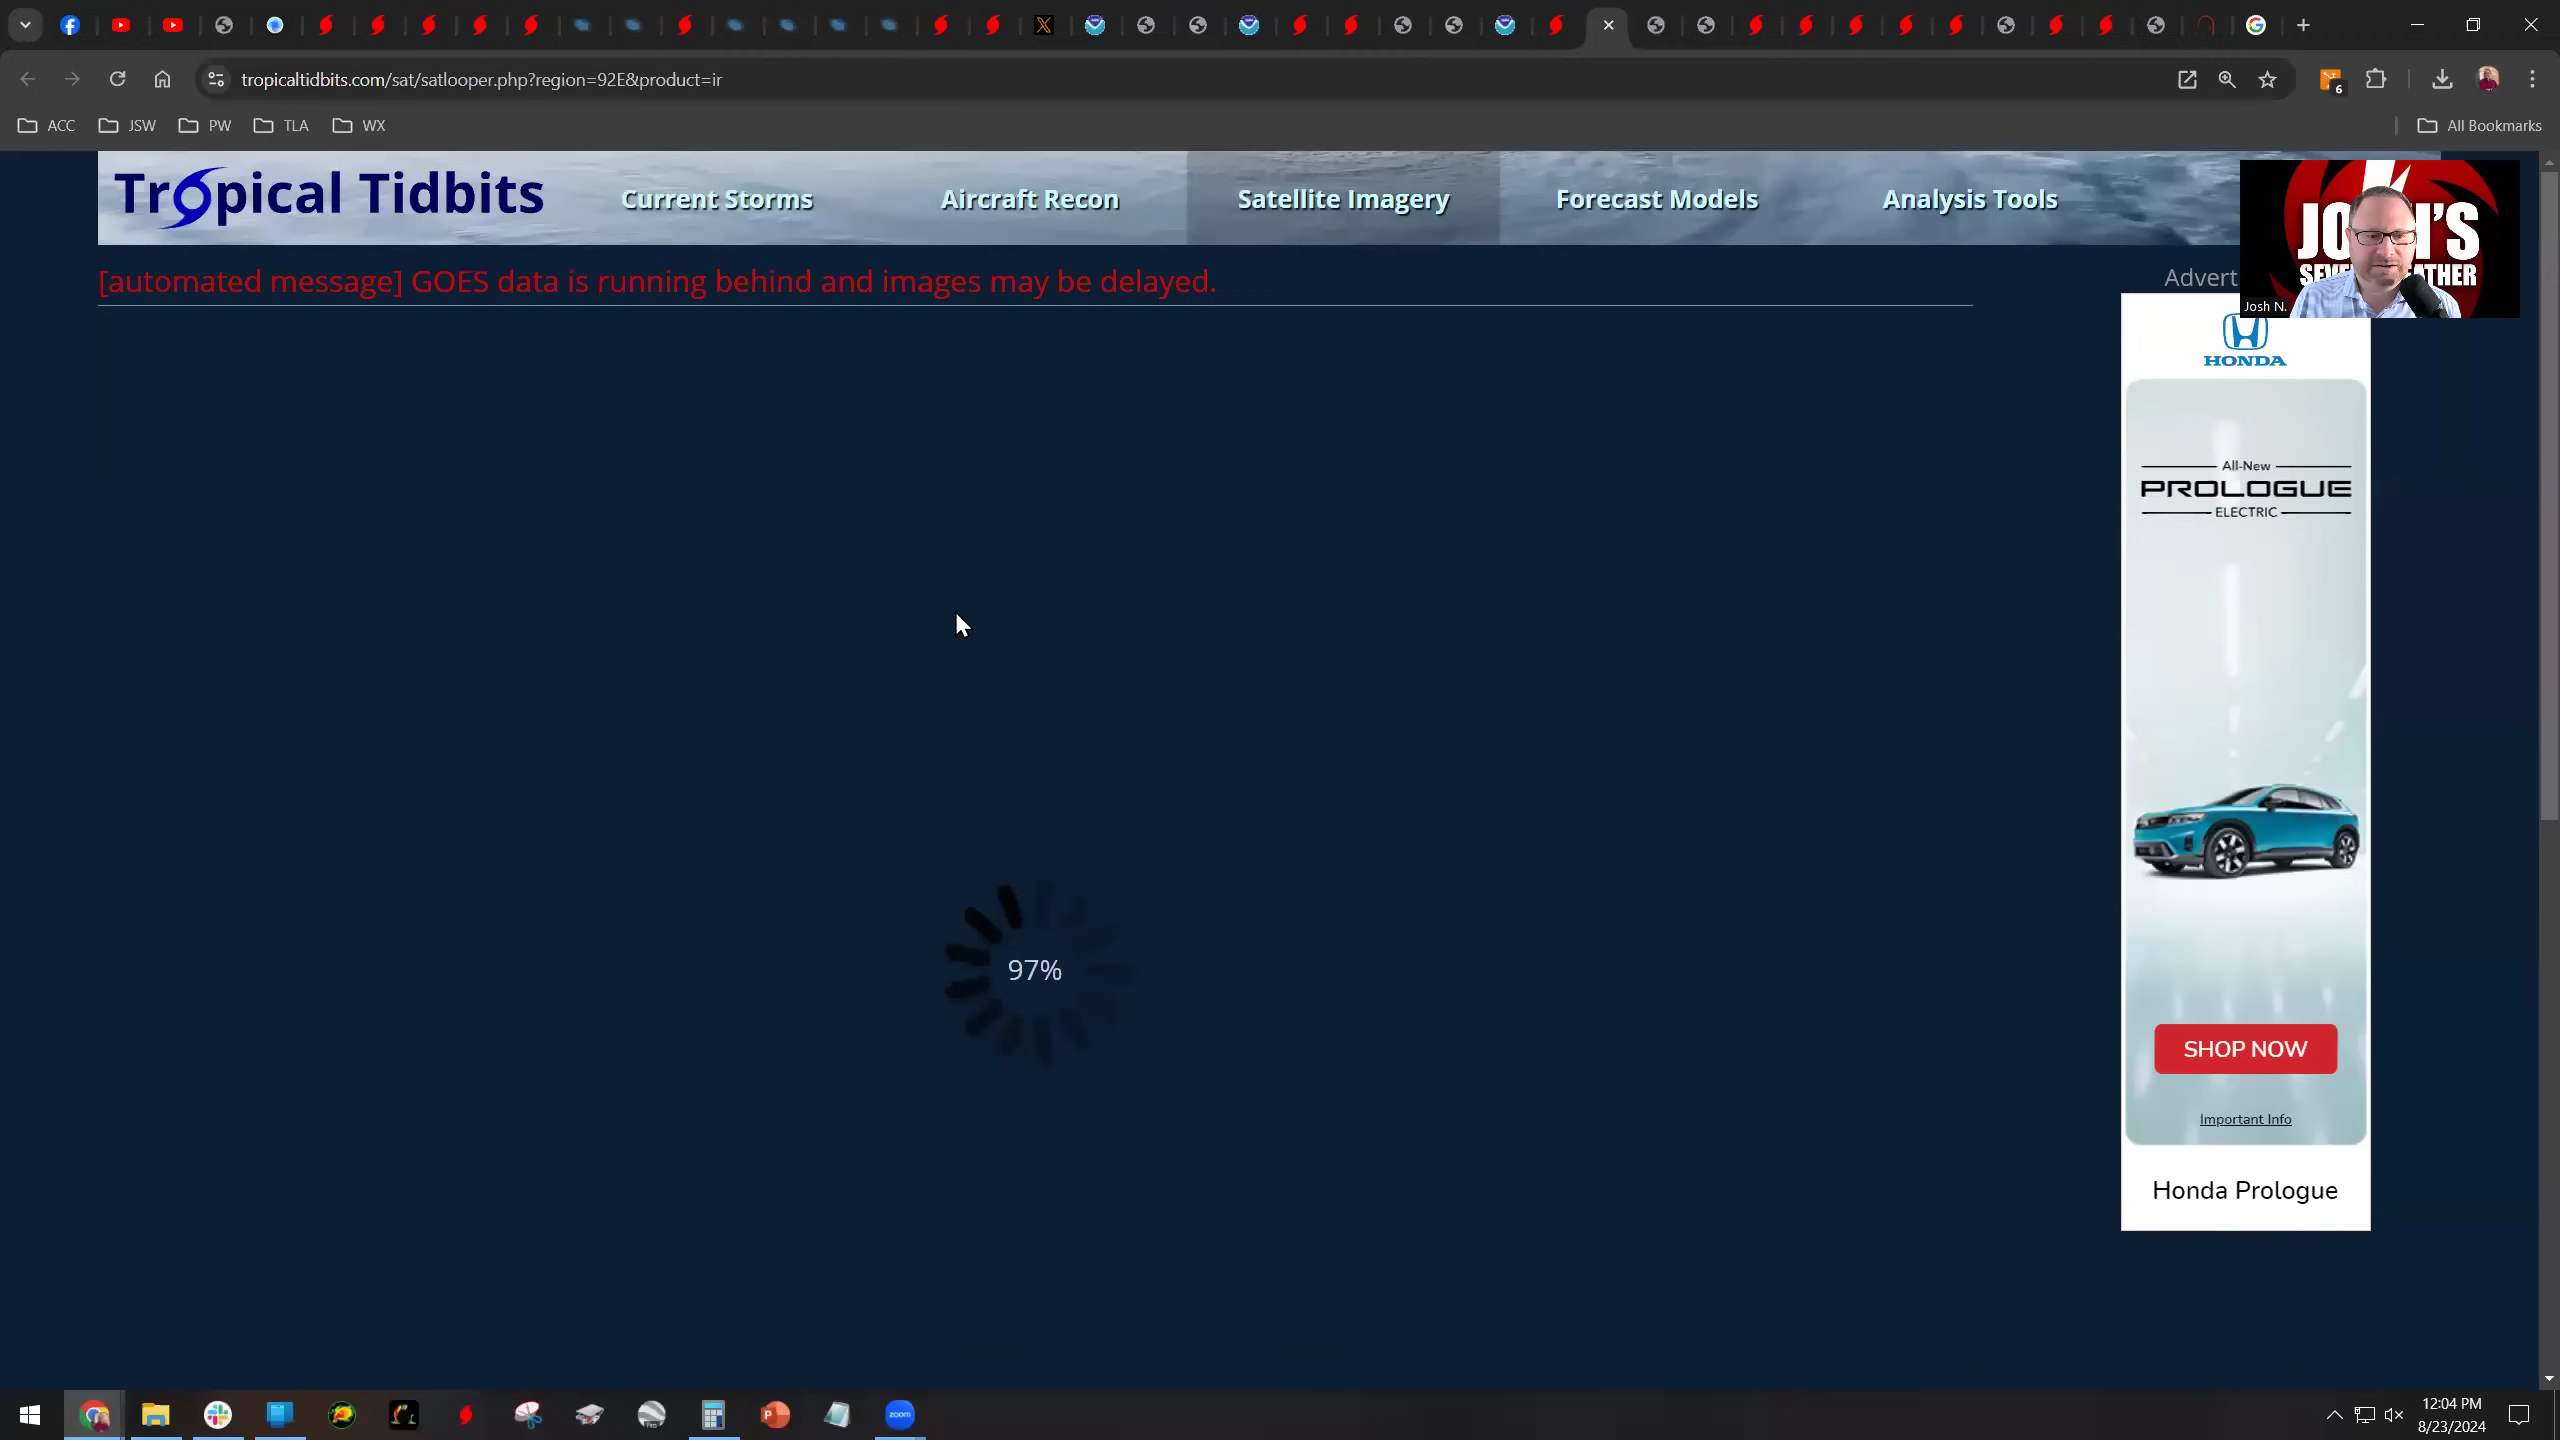 tropicaltidbits.com/sat/satlooper.php?region=92E&product=ir
6
ACC
JSW
PW
TLA
WX
All Bookmarks
Tropical Tidbits
Current Storms
Aircraft Recon
Satellite Imagery
Forecast Models
Analysis Tools
[automated message] GOES data is running behind and images may be delayed.
Advert
Josh N.
HONDA
All-New
PROLOGUE
ELECTRIC
97%
SHOP NOW
Important Info
Honda Prologue
zoom
12:04 PM
8/23/2024